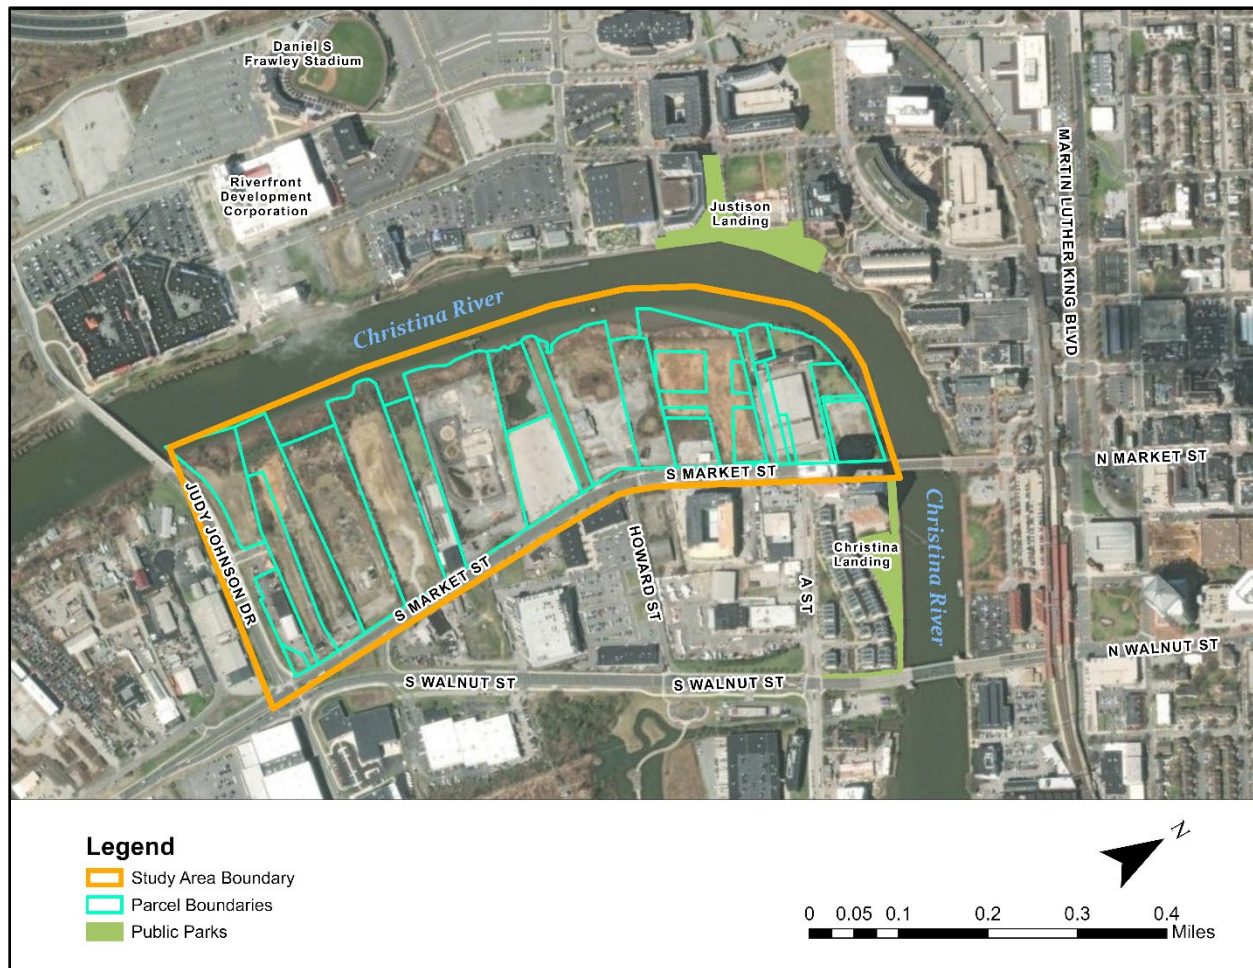 Daniel S
Frawley Stadium
Riverfront
Development
Corporation
Justison
Landing
MARTIN LUTHER KING BLVD
Christina River
N MARKET ST
S MARKET ST
JUDY JOHNSON DR
S MARKET ST
HOWARD ST
A ST
Christina
Landing
Christina River
N WALNUT ST
S WALNUT ST
S WALNUT ST
Legend
Study Area Boundary
Parcel Boundaries
Public Parks
N
0 0.05 0.1 0.2 0.3 0.4
Miles